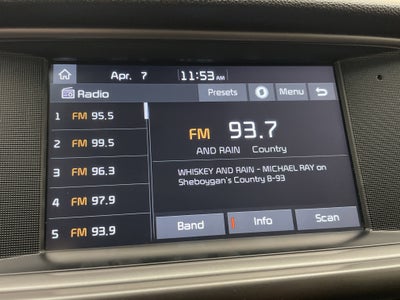 Apr. 7 11:53 AM
Radio Presets Menu
1 FM 95.5
2 FM 99.5
3 FM 96.3
4 FM 97.9
5 FM 93.9
FM 93.7
AND RAIN Country
WHISKEY AND RAIN - MICHAEL RAY on
Sheboygan's Country B-93
Band Info Scan